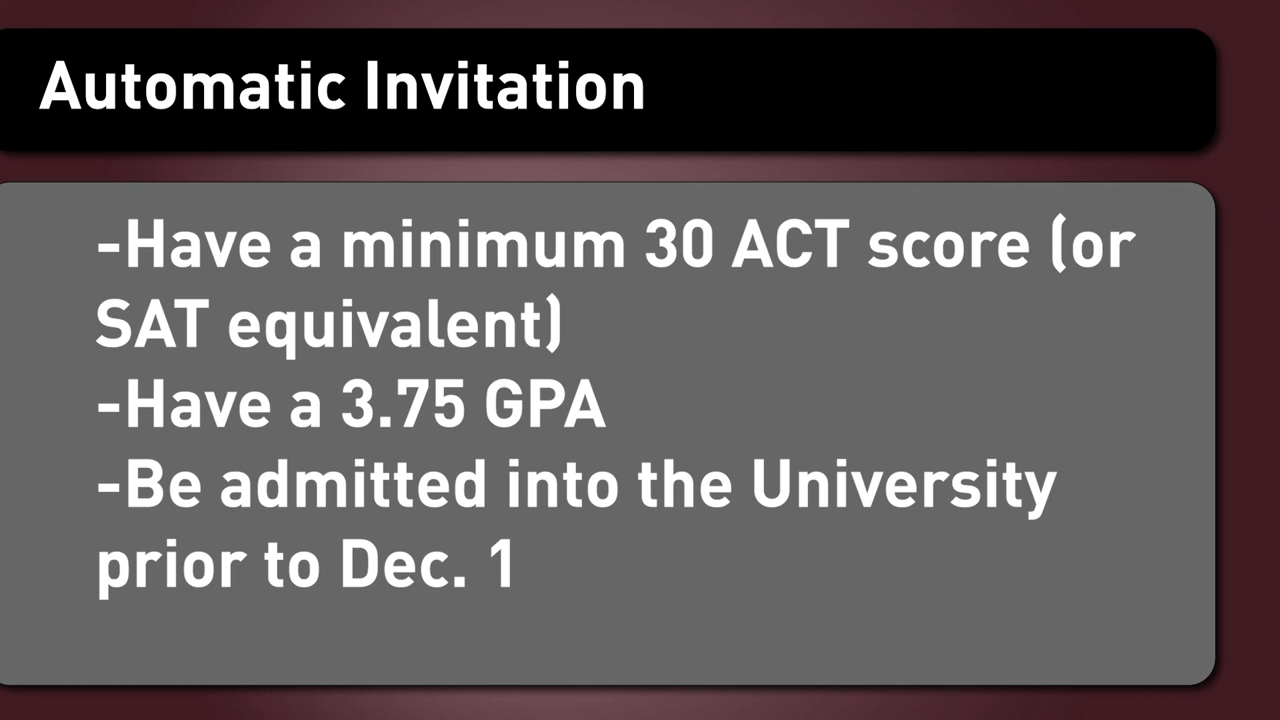 Automatic Invitation
-Have a minimum 30 ACT score (or
SAT equivalent)
-Have a 3.75 GPA
-Be admitted into the University
prior to Dec. 1